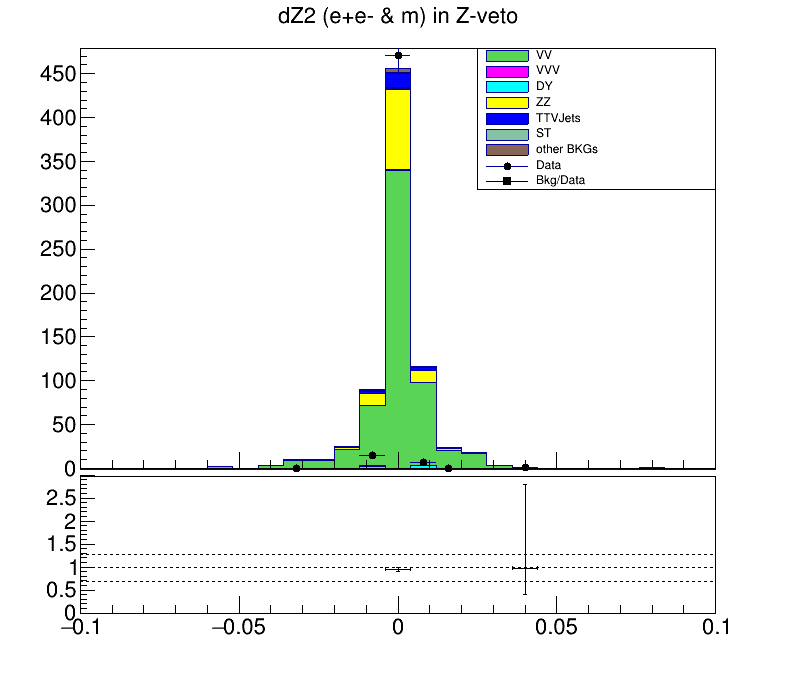 dZ2 (e+e- & m) in Z-veto
VV
VVV
DY
ZZ
TTVJets
ST
other BKGs
Data
Bkg/Data
450
400
350
300
250
200
150
100
50
0
2.5
2
1.5
1
0.5
0
−0.1
−0.05
0
0.05
0.1